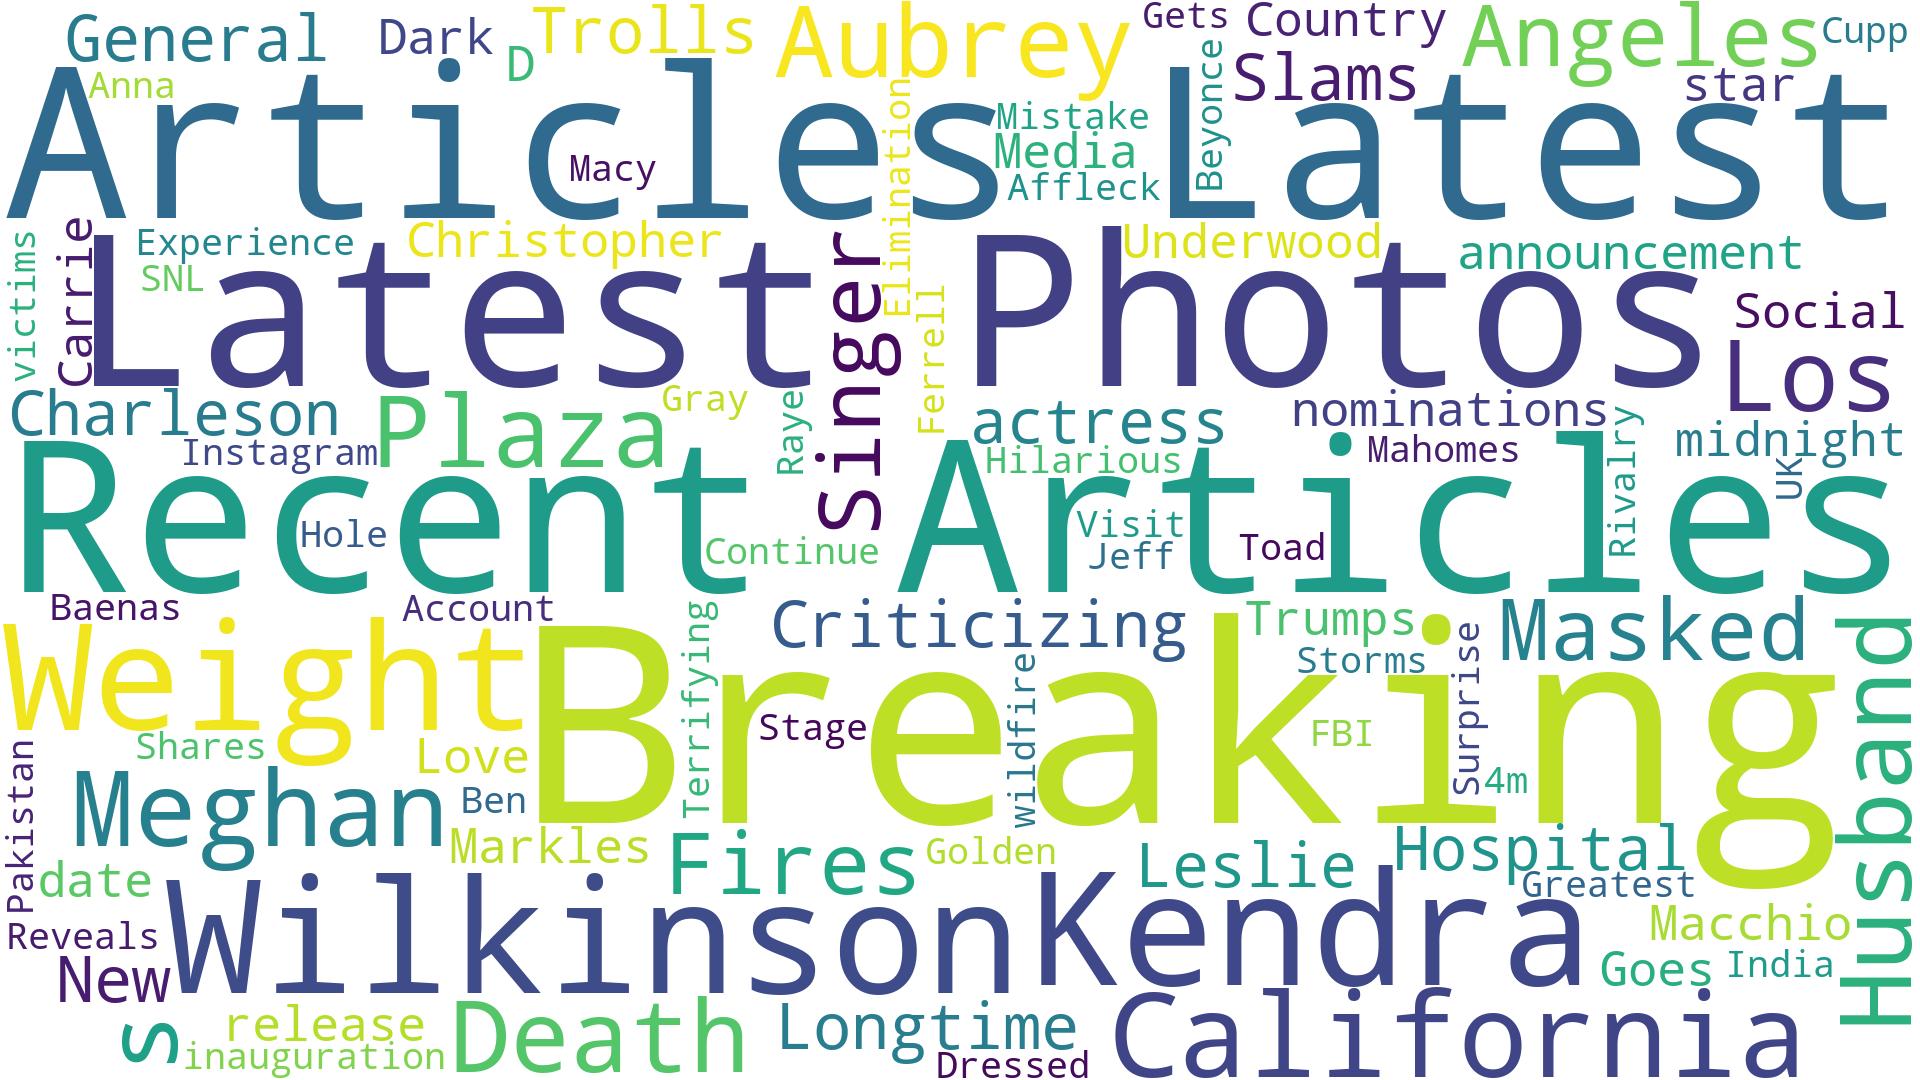 General Dark D Trolls Aubrey Gets Country Angeles Cupp
Anna Slams star
Articles Latest
Macy Elimination Mistake Beyonce
Media
Affleck
victims Carrie Experience Christopher singer Underwood announcement
SNL
Latest Photos
Ferrell Social
Los
Charleson Plaza Gray Raye actress nominations Rivalry midnight
Instagram Hilarious Mahomes UK
Recent Articles
Hole Continue Visit Toad
Jeff
Baenas Account Terrifying Criticizing Trumps Surprise Masked Husband
Storms
Weight Breaking
Shares Love Stage wildfire FBI
Pakistan Meghan Ben 4m
Markles Fires Golden Leslie Hospital
date Greatest
Reveals Wilkinson Kendra Macchio
New Goes India
s release Death Longtime California
inauguration Dressed